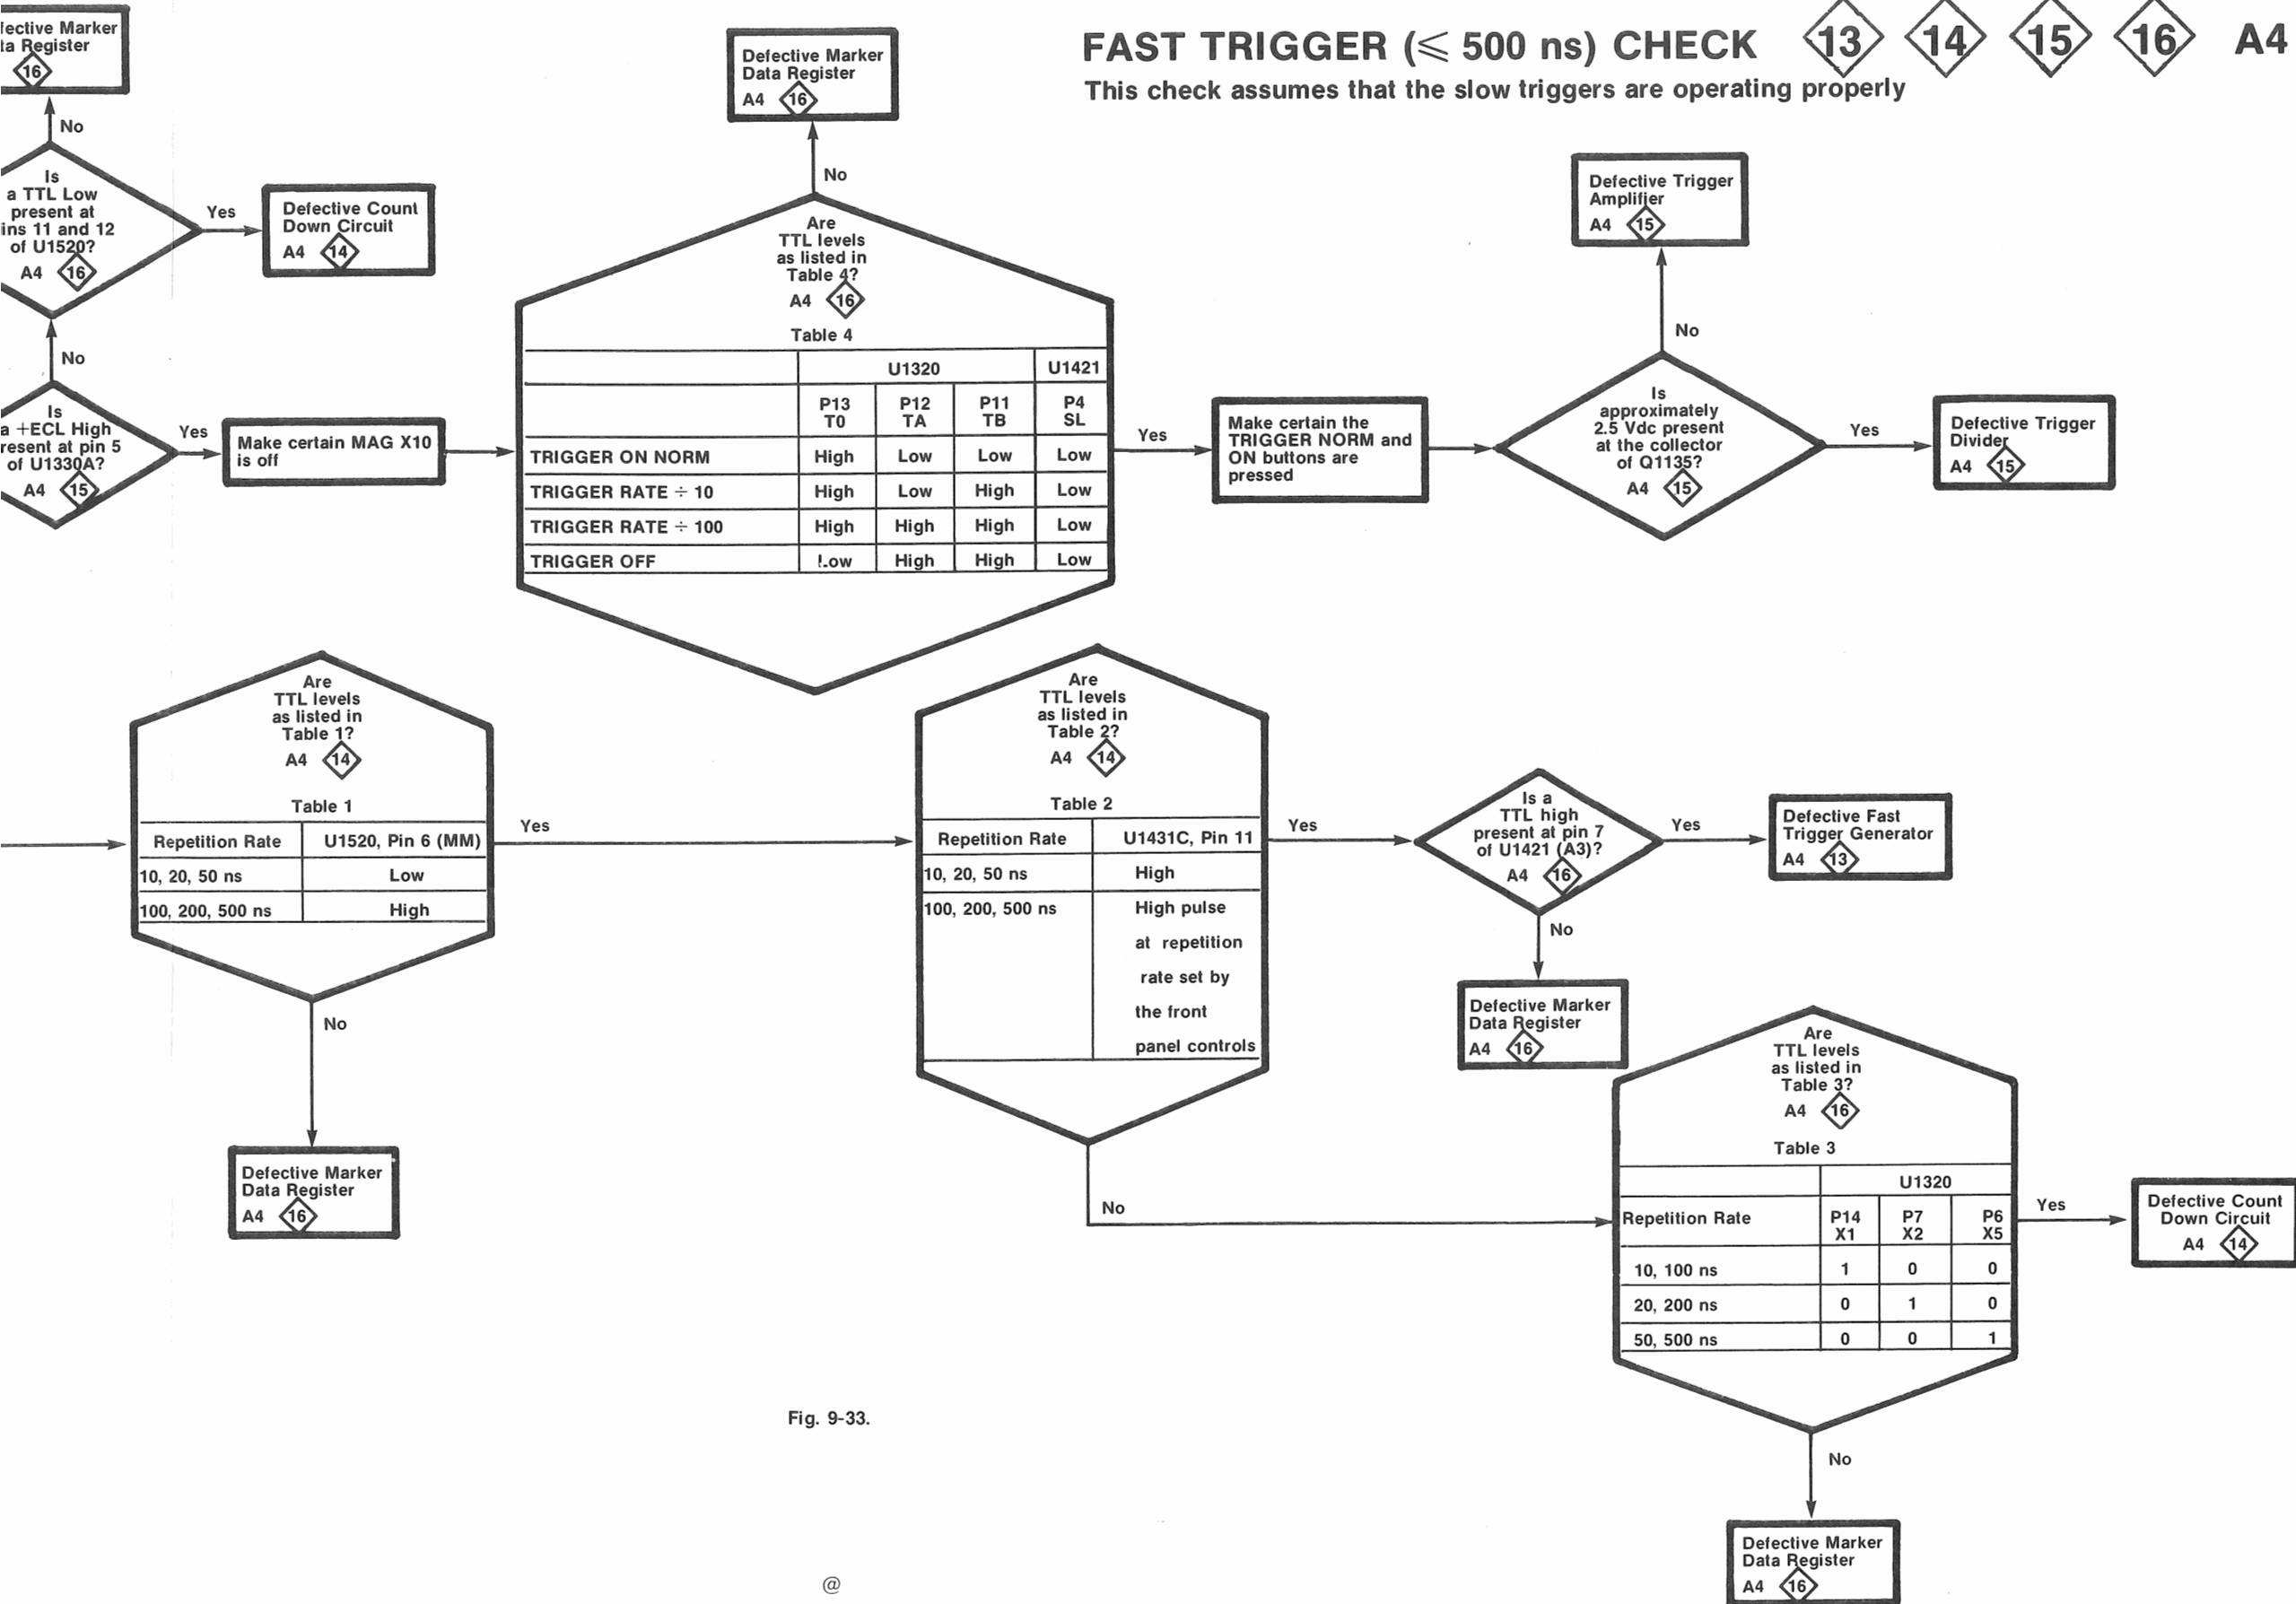 FAST TRIGGER (⩽ 500 ns) CHECK 13 14 15 16 A4
This check assumes that the slow triggers are operating properly
Marker
Register
16
No
Is
a TTL Low
present at
11 and 12
of U1520?
A4 16
Yes
Defective Count
Down Circuit
A4 14
No
Is
a +ECL High
at pin 5
of U1330A?
A4 15
Yes
Make certain MAG X10
is off
Defective Marker
Data Register
A4 16
No
Are
TTL levels
as listed in
Table 4?
A4 16
Table 4
U1320 U1421
P13 P12 P11 P4
T0 TA TB SL
TRIGGER ON NORM High Low Low Low
TRIGGER RATE ÷ 10 High Low High Low
TRIGGER RATE ÷ 100 High High High Low
TRIGGER OFF Low High High Low
Yes
Make certain the
TRIGGER NORM and
ON buttons are
pressed
Defective Trigger
Amplifier
A4 15
No
Is
approximately
2.5 Vdc present
at the collector
of Q1135?
A4 15
Yes
Defective Trigger
Divider
A4 15
Are
TTL levels
as listed in
Table 1?
A4 14
Table 1
Repetition Rate U1520, Pin 6 (MM)
10, 20, 50 ns Low
100, 200, 500 ns High
Yes
No
Defective Marker
Data Register
A4 16
Are
TTL levels
as listed in
Table 2?
A4 14
Table 2
Repetition Rate U1431C, Pin 11
10, 20, 50 ns High
100, 200, 500 ns High pulse
at repetition
rate set by
the front
panel controls
Yes
No
Is a
TTL high
present at pin 7
of U1421 (A3)?
A4 16
Yes
Defective Fast
Trigger Generator
A4 13
No
Defective Marker
Data Register
A4 16
Are
TTL levels
as listed in
Table 3?
A4 16
Table 3
U1320
Repetition Rate P14 P7 P6
X1 X2 X5
10, 100 ns 1 0 0
20, 200 ns 0 1 0
50, 500 ns 0 0 1
Yes
Defective Count
Down Circuit
A4 14
No
Defective Marker
Data Register
A4 16
Fig. 9-33.
@